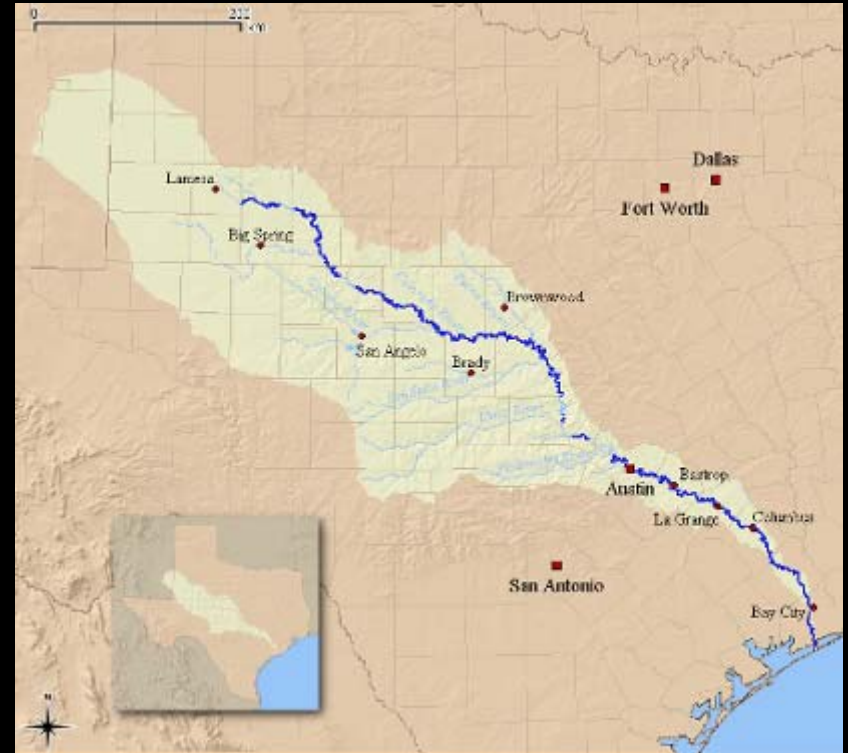 0
km
Lamesa
Dallas
Fort Worth
Big Spring
Brownwood
San Angelo
Brady
Bastrop
Austin
La Grange
Columbus
San Antonio
Bay City
N